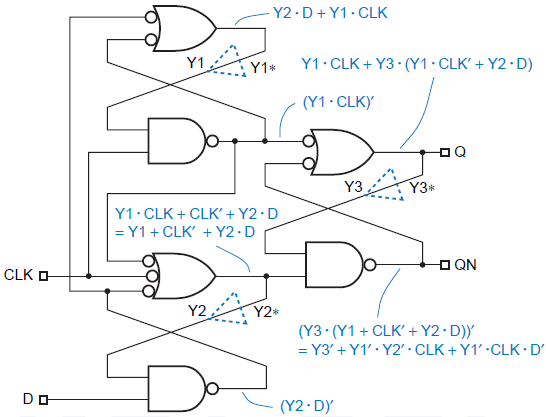 Y2 · D + Y1 · CLK
Y1
Y1*
Y1 · CLK + Y3 · (Y1 · CLK′ + Y2 · D)
(Y1 · CLK)′
Q
Y3
Y3*
Y1 · CLK + CLK′ + Y2 · D
= Y1 + CLK′ + Y2 · D
CLK
QN
Y2
Y2*
(Y3 · (Y1 + CLK′ + Y2 · D))′
= Y3′ + Y1′ · Y2′ · CLK + Y1′ · CLK · D′
D
(Y2 · D)′